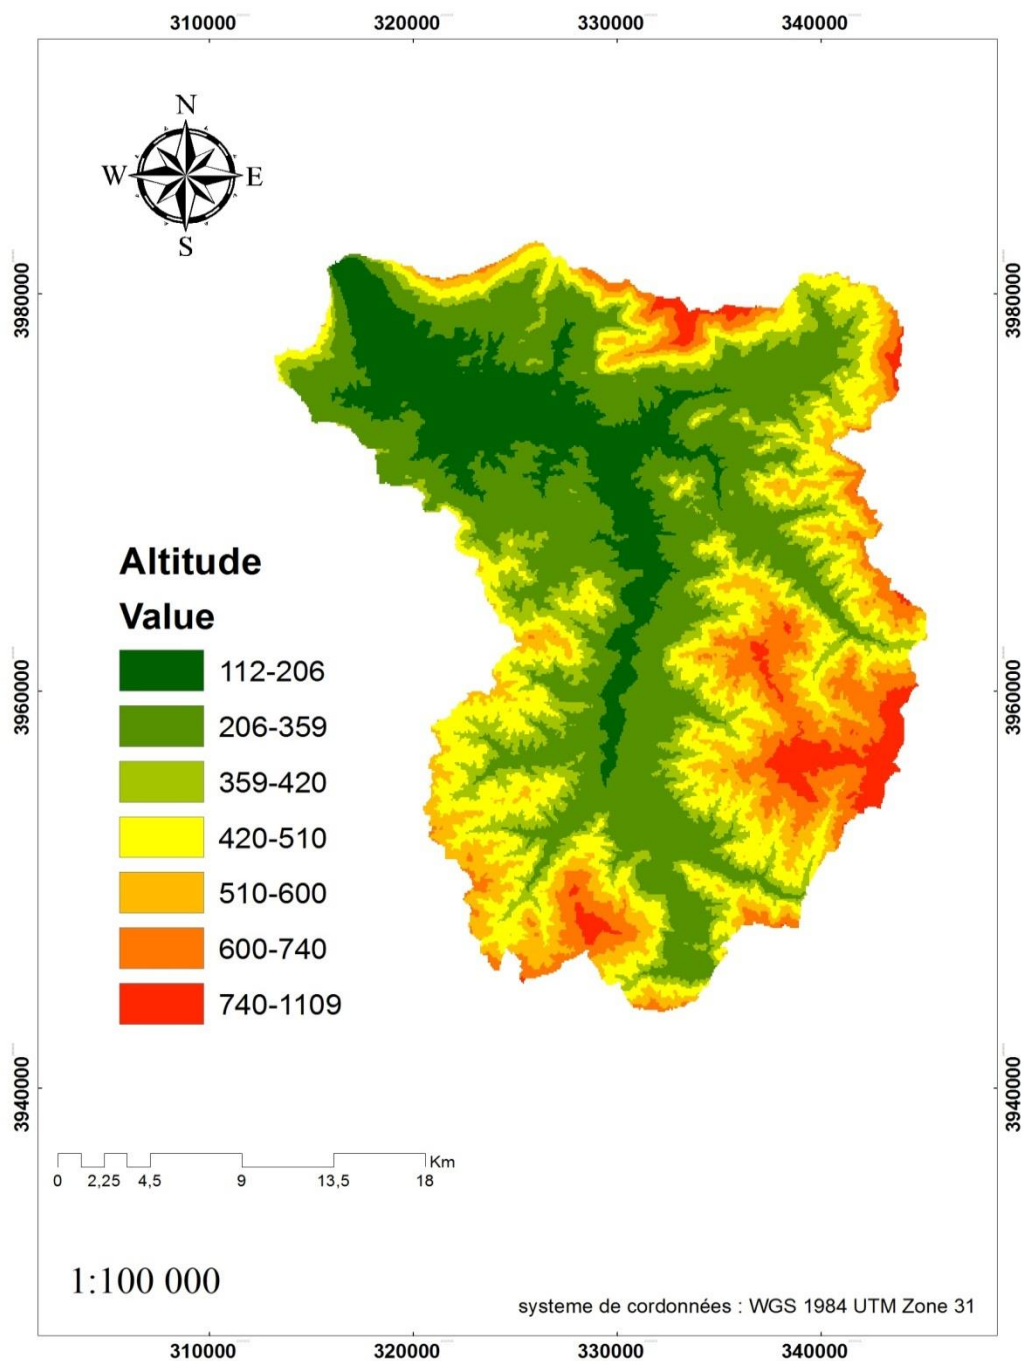 310000 320000 330000 340000
N
W E
S
3980000 3980000
Altitude
Value
112-206
206-359
3960000 3960000
359-420
420-510
510-600
600-740
740-1109
3940000 3940000
Km
0 2,25 4,5 9 13,5 18
1:100 000
systeme de cordonnées : WGS 1984 UTM Zone 31
310000 320000 330000 340000